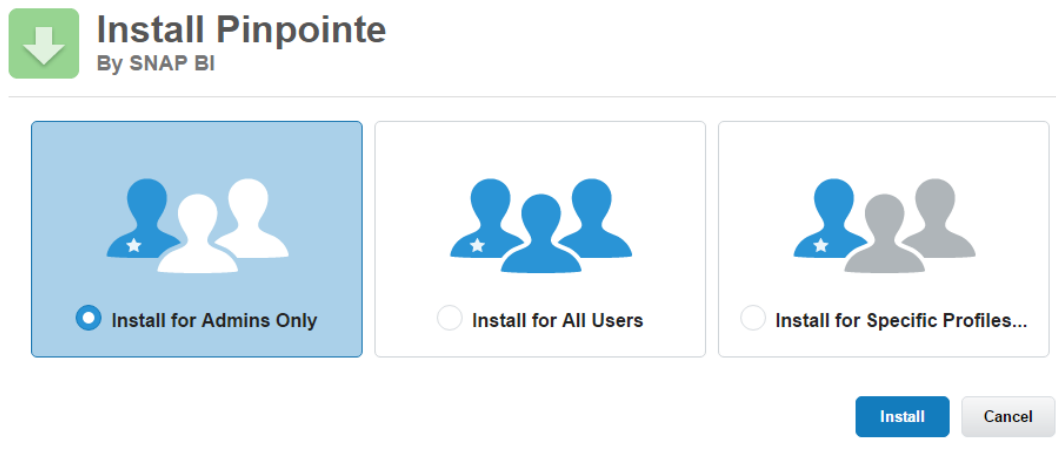 Install Pinpointe
By SNAP BI
Install for Admins Only
Install for All Users
Install for Specific Profiles...
Install
Cancel